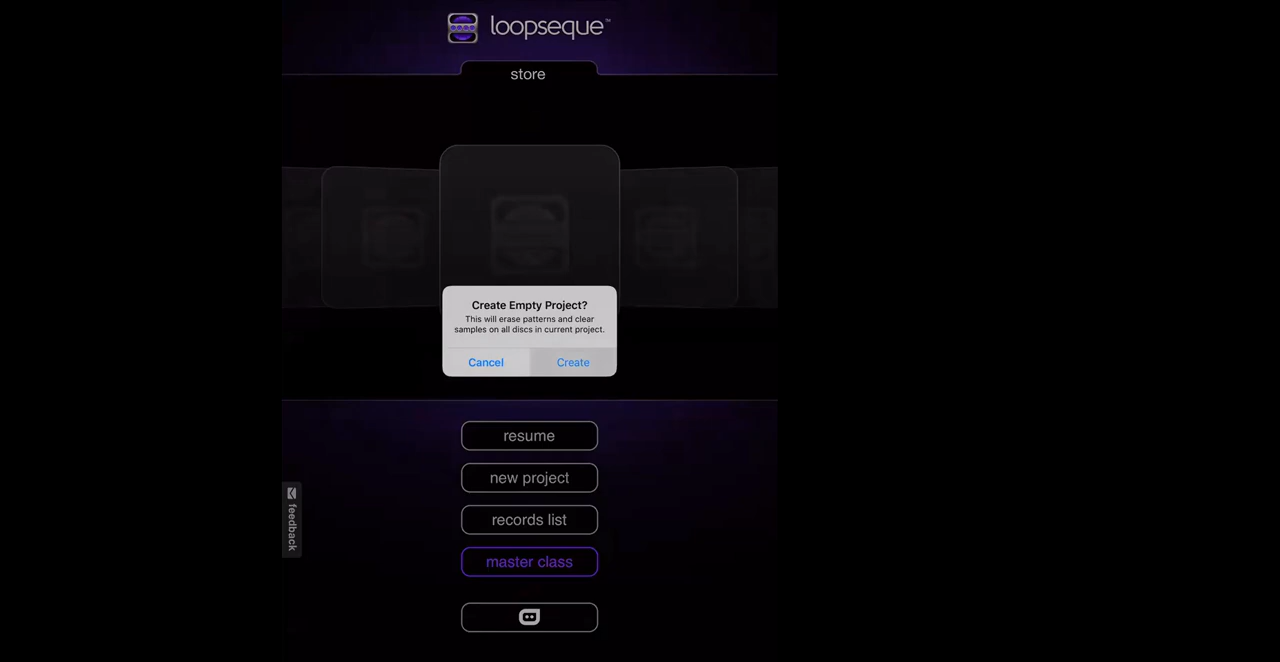 loopseque™
store
Create Empty Project?
This will erase patterns and clear
samples on all discs in current project.
Cancel
Create
resume
new project
records list
master class
feedback